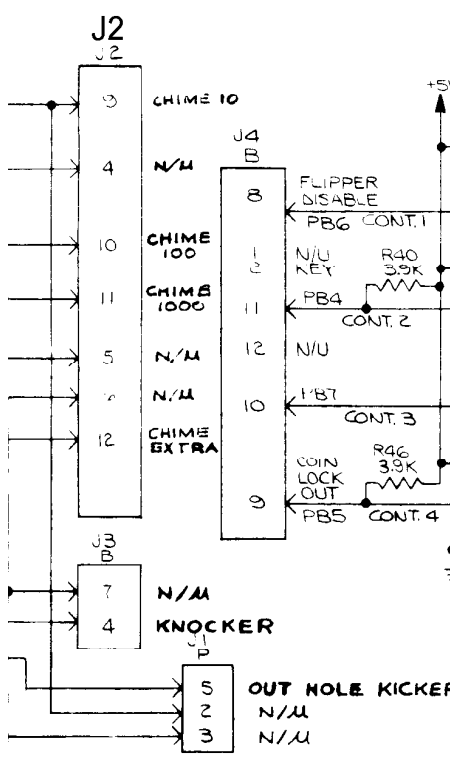 J2
J2
9 CHIME 10
4 N/U
10 CHIME
100
11 CHIME
1000
5 N/U
N/U
12 CHIME
EXTRA
J3
B
7 N/U
4 KNOCKER
J1
P
5 OUT HOLE KICKER
2 N/U
3 N/U
J4
B
8 FLIPPER
DISABLE
PB6 CONT. 1
1 N/U
2 KEY
11 PB4
CONT. 2
12 N/U
10 PB7
CONT. 3
COIN
LOCK
9 OUT
PB5 CONT. 4
+5V
R40
3.9K
R46
3.9K